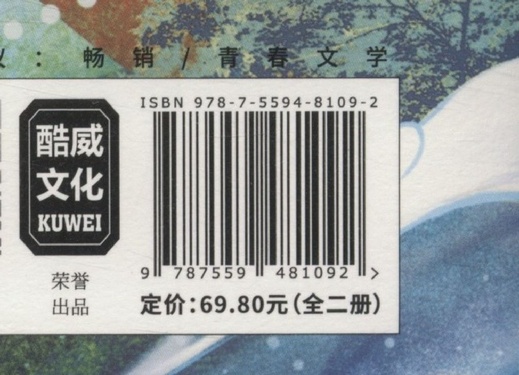 ：畅销/青春文学
ISBN 978-7-5594-8109-2
酷威
文化
KUWEI
荣誉
出品
9 787559 481092 >
定价：69.80元（全二册）